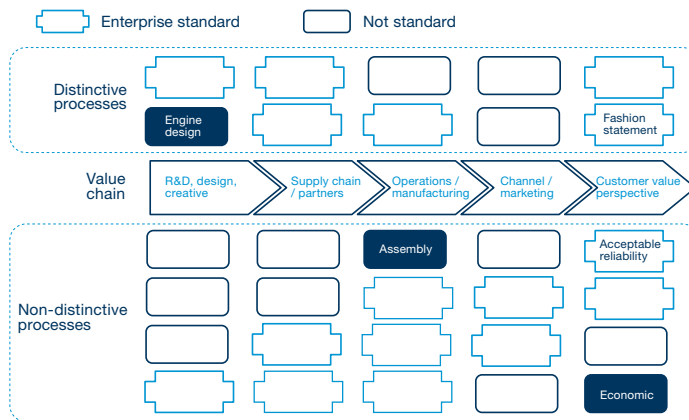 Enterprise standard
Not standard
Distinctive
processes
Engine
design
Fashion
statement
Value
chain
R&D, design,
creative
Supply chain
/ partners
Operations /
manufacturing
Channel /
marketing
Customer value
perspective
Non-distinctive
processes
Assembly
Acceptable
reliability
Economic